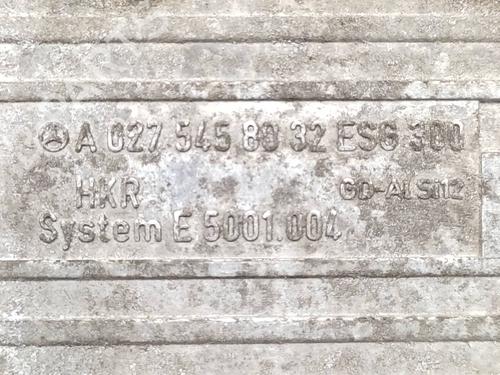 A 027 545 80 32 ESG 300
HKR GD-ALSI12
System E 5001.004